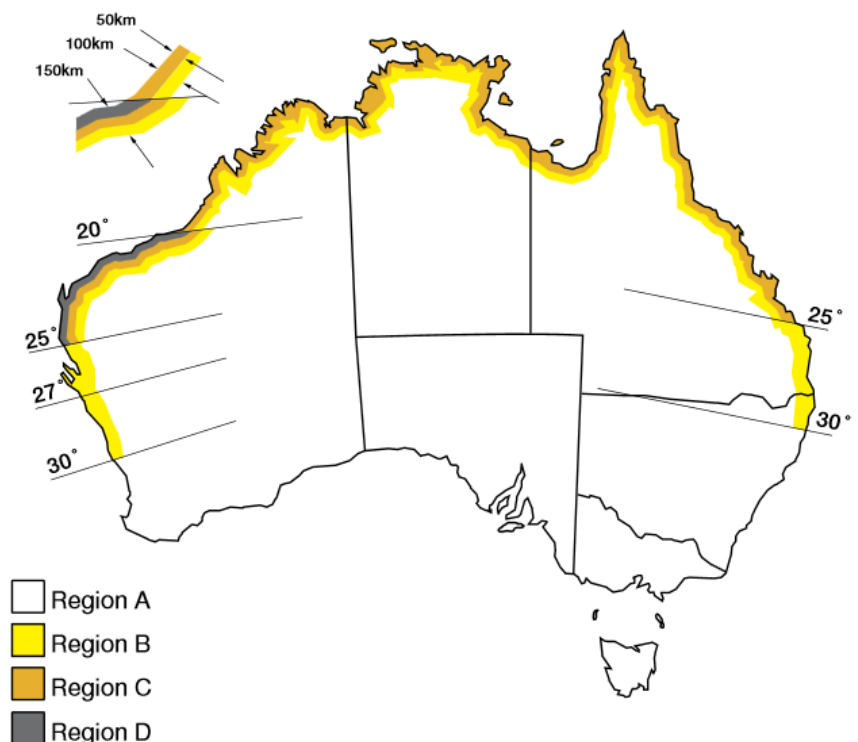 50km
100km
150km
20°
25°
27°
30°
25°
30°
Region A
Region B
Region C
Region D